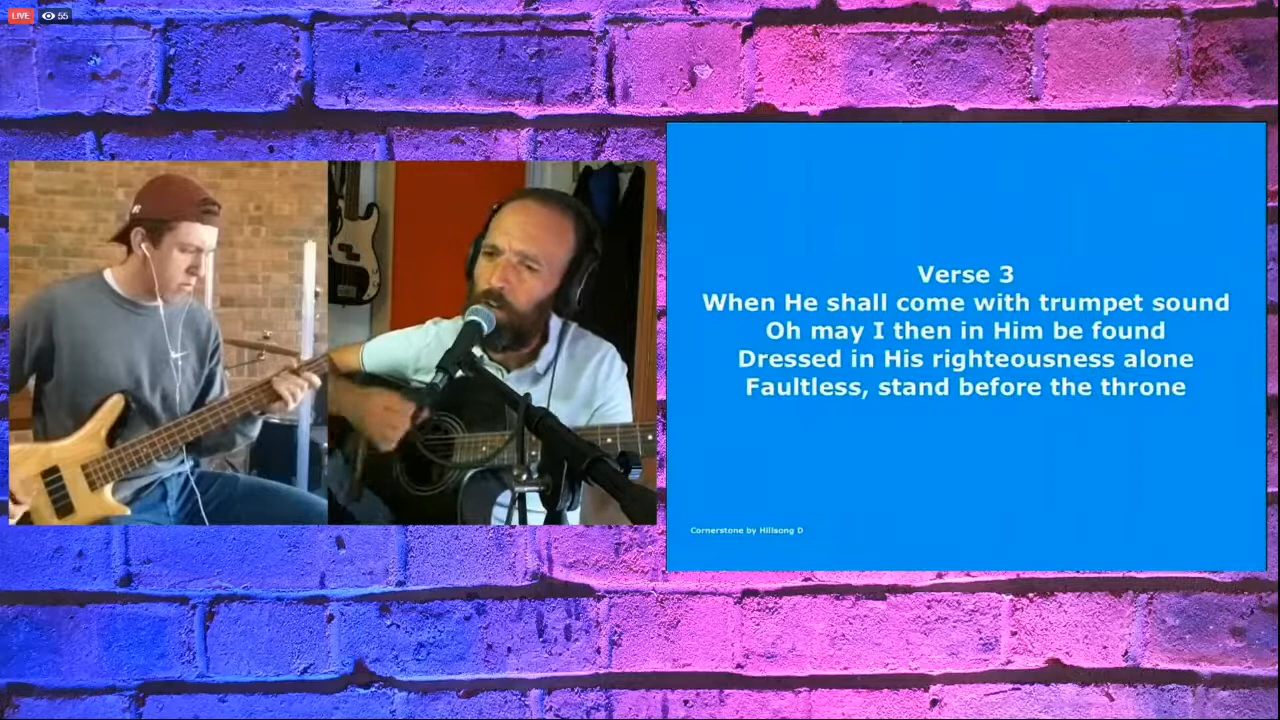 LIVE
55
Verse 3
When He shall come with trumpet sound
Oh may I then in Him be found
Dressed in His righteousness alone
Faultless, stand before the throne
Cornerstone by Hillsong D